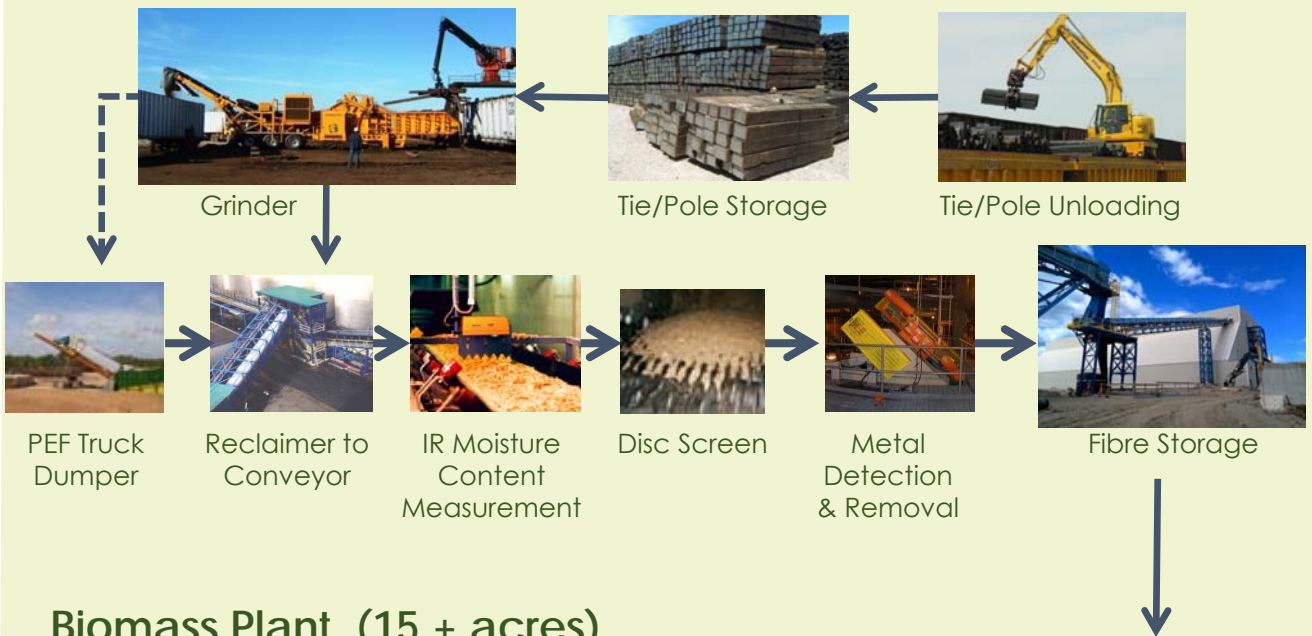 Grinder
Tie/Pole Storage
Tie/Pole Unloading
PEF Truck
Dumper
Reclaimer to
Conveyor
IR Moisture
Content
Measurement
Disc Screen
Metal
Detection
& Removal
Fibre Storage
Biomass Plant (15 + acres)